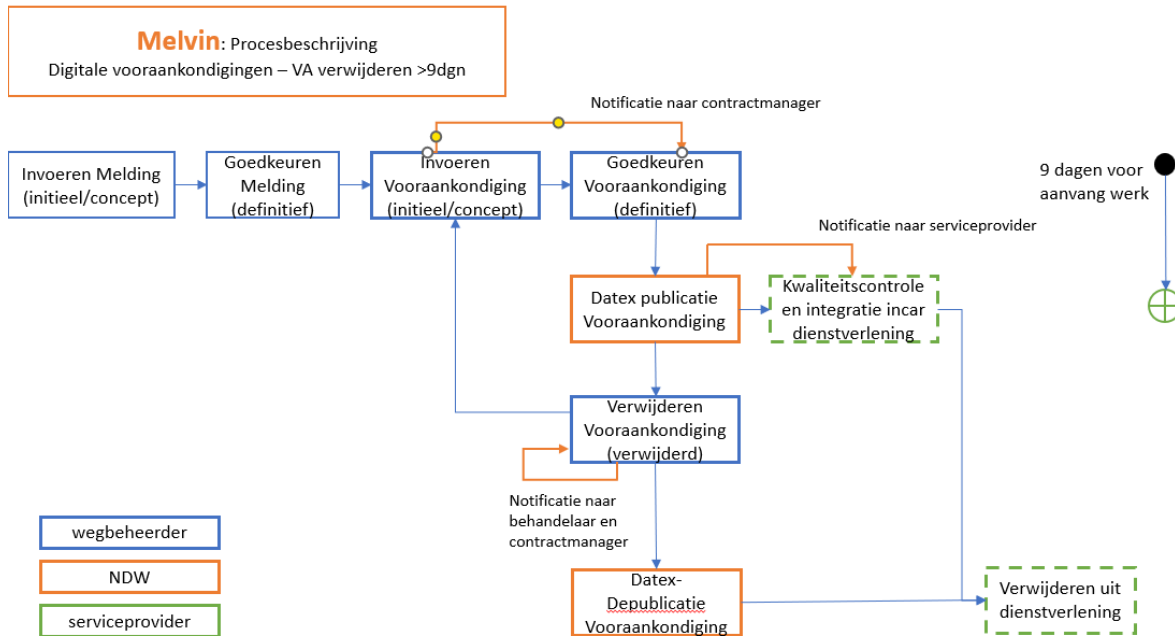 Melvin: Procesbeschrijving
Digitale vooraankondigingen – VA verwijderen >9dgn
Notificatie naar contractmanager
Invoeren Melding
(initieel/concept)
Goedkeuren
Melding
(definitief)
Invoeren
Vooraankondiging
(initieel/concept)
Goedkeuren
Vooraankondiging
(definitief)
9 dagen voor
aanvang werk
Notificatie naar serviceprovider
Datex publicatie
Vooraankondiging
Kwaliteitscontrole
en integratie incar
dienstverlening
Verwijderen
Vooraankondiging
(verwijderd)
Notificatie naar
behandelaar en
contractmanager
wegbeheerder
NDW
serviceprovider
Datex-
Depublicatie
Vooraankondiging
Verwijderen uit
dienstverlening